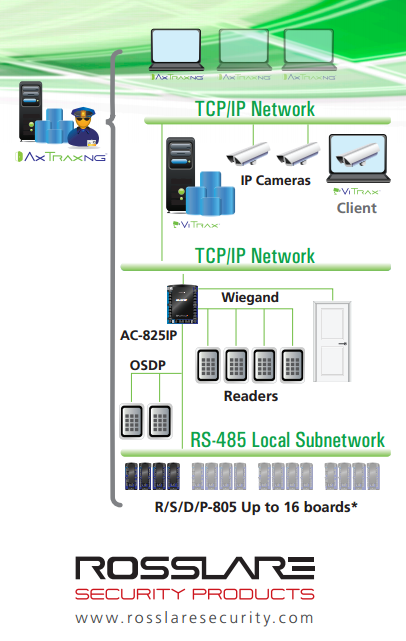 AxTraxNG AxTraxNG AxTraxNG
TCP/IP Network
AxTraxNG
IP Cameras
ViTrax
Client
ViTrax
TCP/IP Network
Wiegand
AC-825IP
OSDP
Readers
RS-485 Local Subnetwork
R/S/D/P-805 Up to 16 boards*
ROSSLARE
SECURITY PRODUCTS
www.rosslaresecurity.com